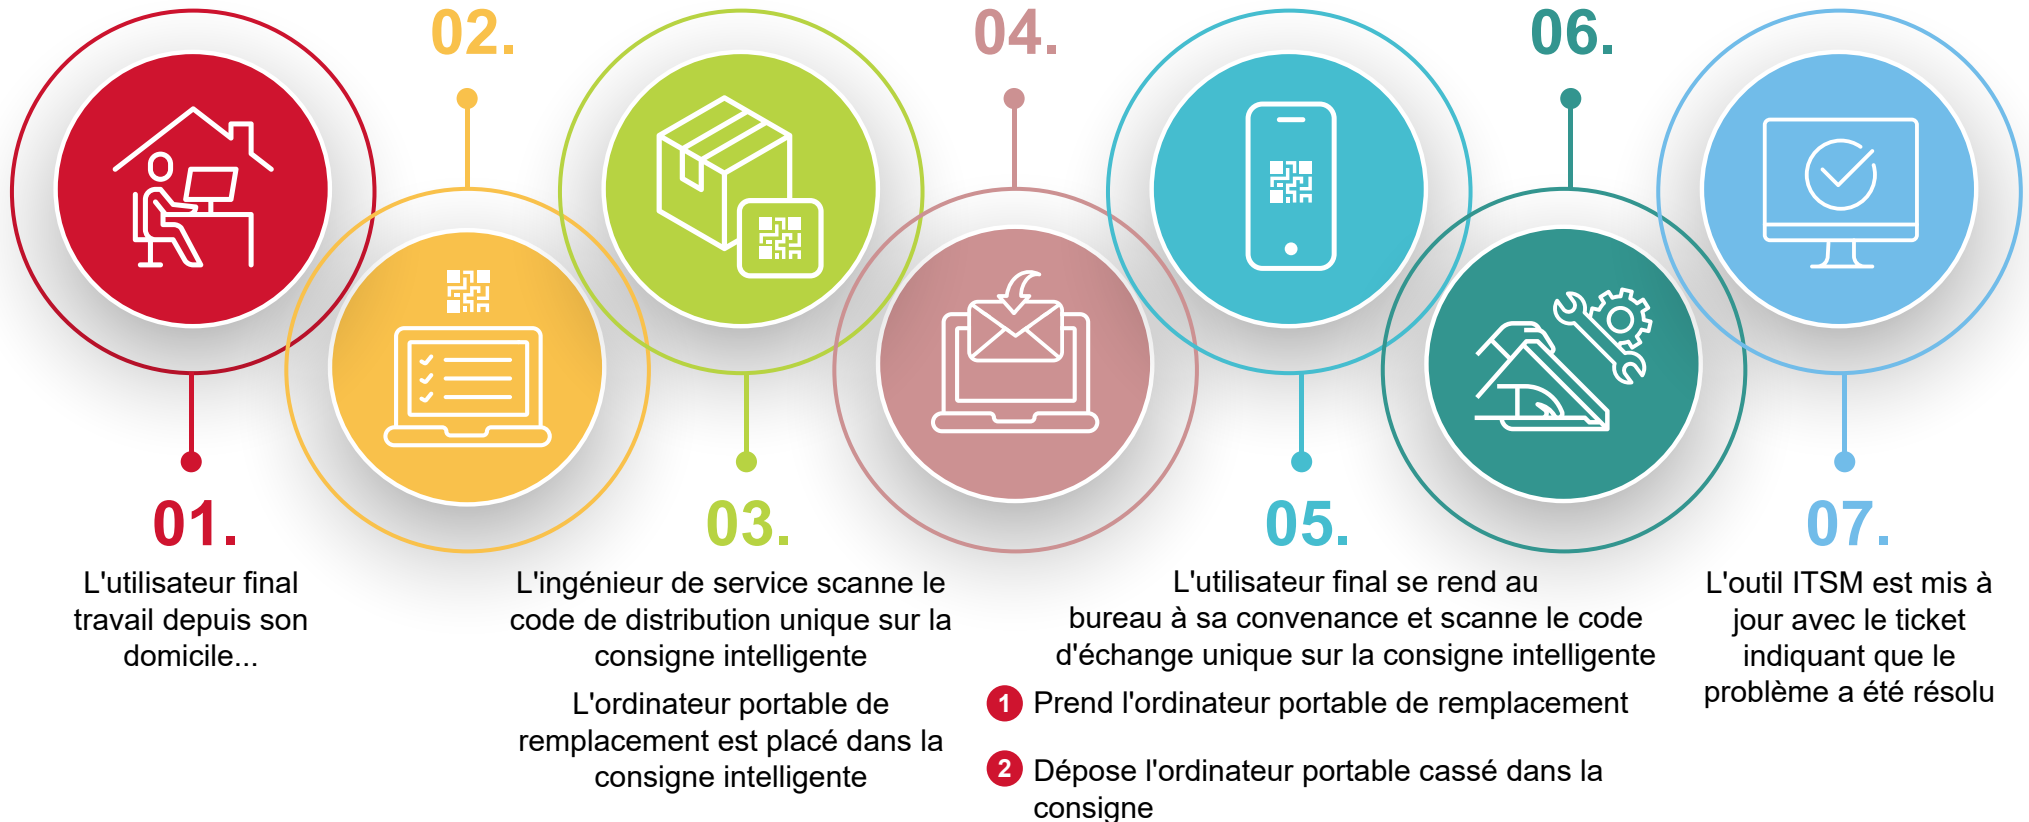 02.
04.
06.
01.
L'utilisateur final
travail depuis son
domicile...
03.
L'ingénieur de service scanne le
code de distribution unique sur la
consigne intelligente
L'ordinateur portable de
remplacement est placé dans la
consigne intelligente
05.
L'utilisateur final se rend au
bureau à sa convenance et scanne le code
d'échange unique sur la consigne intelligente
1 Prend l'ordinateur portable de remplacement
2 Dépose l'ordinateur portable cassé dans la
consigne
07.
L'outil ITSM est mis à
jour avec le ticket
indiquant que le
problème a été résolu